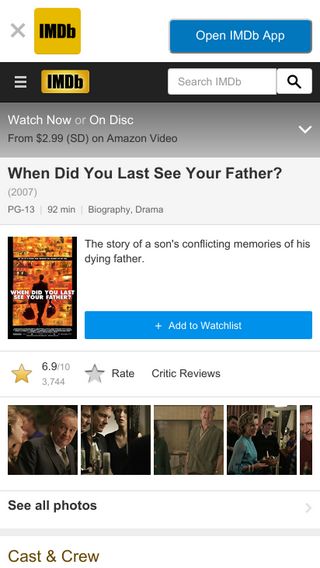 IMDb
Open IMDb App
IMDb
Search IMDb
Watch Now or On Disc
From $2.99 (SD) on Amazon Video
When Did You Last See Your Father?
(2007)
PG-13 | 92 min | Biography, Drama
The story of a son's conflicting memories of his
dying father.
WHEN DID YOU LAST
SEE YOUR FATHER?
+ Add to Watchlist
6.9/10
3,744
Rate
Critic Reviews
See all photos
Cast & Crew